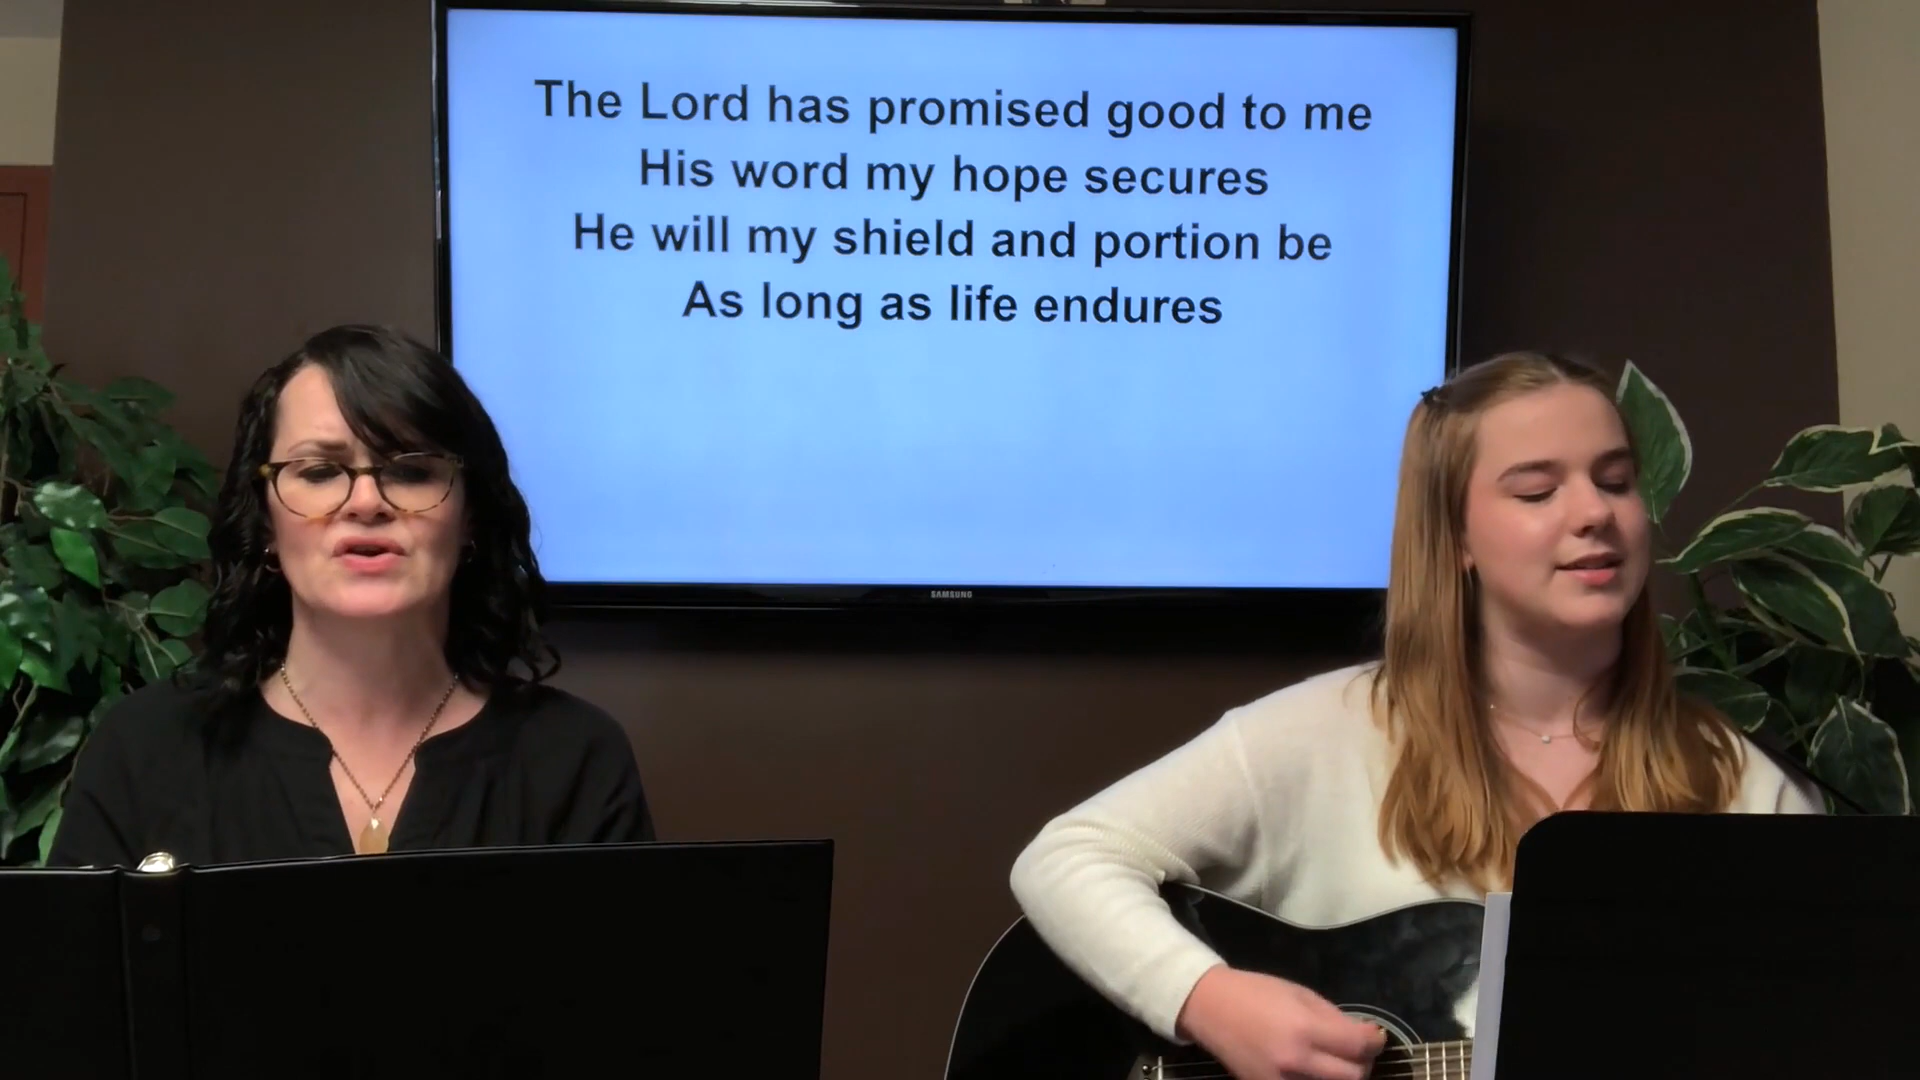 The Lord has promised good to me
His word my hope secures
He will my shield and portion be
As long as life endures
SAMSUNG